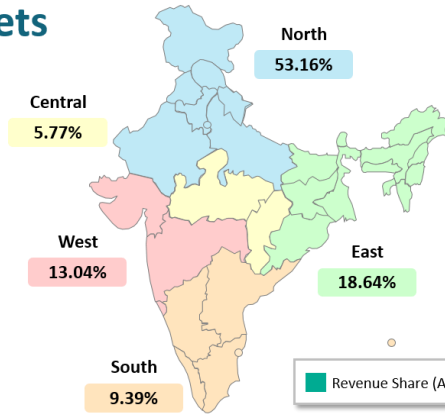 ets
North
53.16%
Central
5.77%
West
13.04%
East
18.64%
South
9.39%
Revenue Share (A